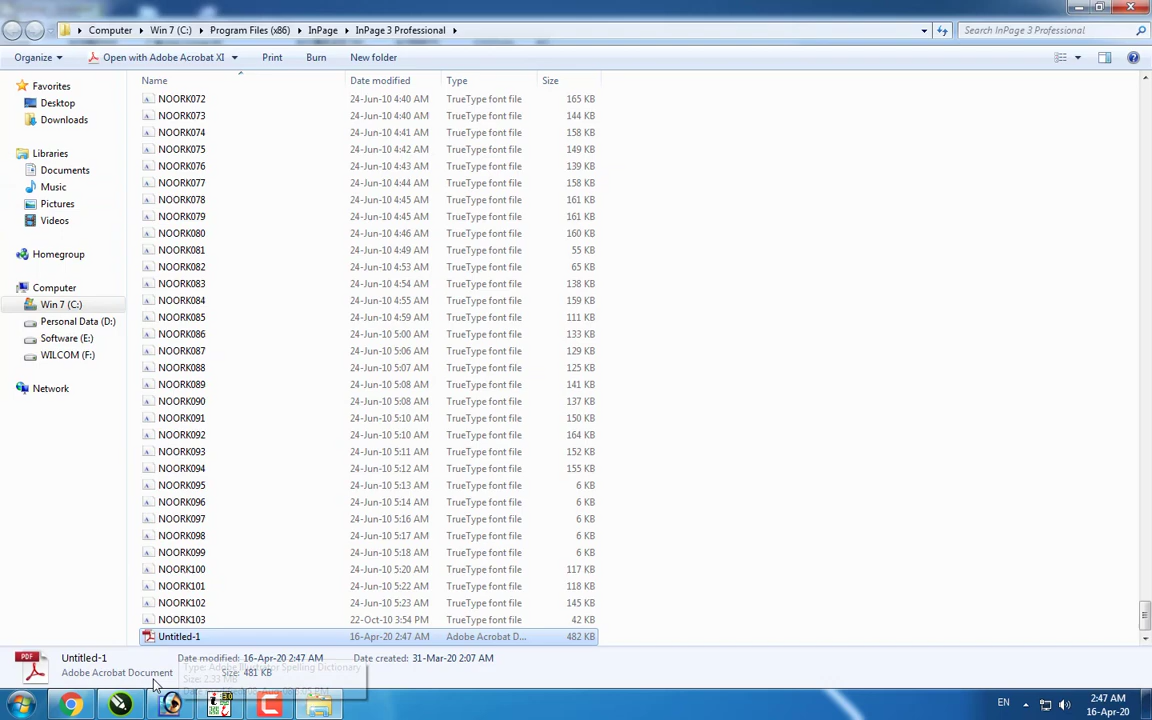 Computer ▸ Win 7 (C:) ▸ Program Files (x86) ▸ InPage ▸ InPage 3 Professional ▸
Search InPage 3 Professional
Organize Open with Adobe Acrobat XI Print Burn New folder
Name Date modified Type Size
Favorites
Desktop
Downloads
Libraries
Documents
Music
Pictures
Videos
Homegroup
Computer
Win 7 (C:)
Personal Data (D:)
Software (E:)
WILCOM (F:)
Network
NOORK072 24-Jun-10 4:40 AM TrueType font file 165 KB
NOORK073 24-Jun-10 4:40 AM TrueType font file 144 KB
NOORK074 24-Jun-10 4:41 AM TrueType font file 158 KB
NOORK075 24-Jun-10 4:42 AM TrueType font file 149 KB
NOORK076 24-Jun-10 4:43 AM TrueType font file 139 KB
NOORK077 24-Jun-10 4:44 AM TrueType font file 158 KB
NOORK078 24-Jun-10 4:45 AM TrueType font file 161 KB
NOORK079 24-Jun-10 4:45 AM TrueType font file 161 KB
NOORK080 24-Jun-10 4:46 AM TrueType font file 160 KB
NOORK081 24-Jun-10 4:49 AM TrueType font file 55 KB
NOORK082 24-Jun-10 4:53 AM TrueType font file 65 KB
NOORK083 24-Jun-10 4:54 AM TrueType font file 138 KB
NOORK084 24-Jun-10 4:55 AM TrueType font file 159 KB
NOORK085 24-Jun-10 4:59 AM TrueType font file 111 KB
NOORK086 24-Jun-10 5:00 AM TrueType font file 133 KB
NOORK087 24-Jun-10 5:06 AM TrueType font file 129 KB
NOORK088 24-Jun-10 5:07 AM TrueType font file 125 KB
NOORK089 24-Jun-10 5:08 AM TrueType font file 141 KB
NOORK090 24-Jun-10 5:09 AM TrueType font file 137 KB
NOORK091 24-Jun-10 5:10 AM TrueType font file 150 KB
NOORK092 24-Jun-10 5:10 AM TrueType font file 164 KB
NOORK093 24-Jun-10 5:11 AM TrueType font file 152 KB
NOORK094 24-Jun-10 5:12 AM TrueType font file 155 KB
NOORK095 24-Jun-10 5:13 AM TrueType font file 6 KB
NOORK096 24-Jun-10 5:14 AM TrueType font file 6 KB
NOORK097 24-Jun-10 5:16 AM TrueType font file 6 KB
NOORK098 24-Jun-10 5:17 AM TrueType font file 6 KB
NOORK099 24-Jun-10 5:18 AM TrueType font file 6 KB
NOORK100 24-Jun-10 5:20 AM TrueType font file 117 KB
NOORK101 24-Jun-10 5:22 AM TrueType font file 118 KB
NOORK102 24-Jun-10 5:23 AM TrueType font file 145 KB
NOORK103 22-Oct-10 3:54 PM TrueType font file 42 KB
Untitled-1 16-Apr-20 2:47 AM Adobe Acrobat D... 482 KB
PDF
Untitled-1 Date modified: 16-Apr-20 2:47 AM Date created: 31-Mar-20 2:07 AM
Adobe Acrobat Document Size: 481 KB
Type: Adobe Illustrator Spelling Dictionary
Size: 2.33 MB
EN
2:47 AM
16-Apr-20